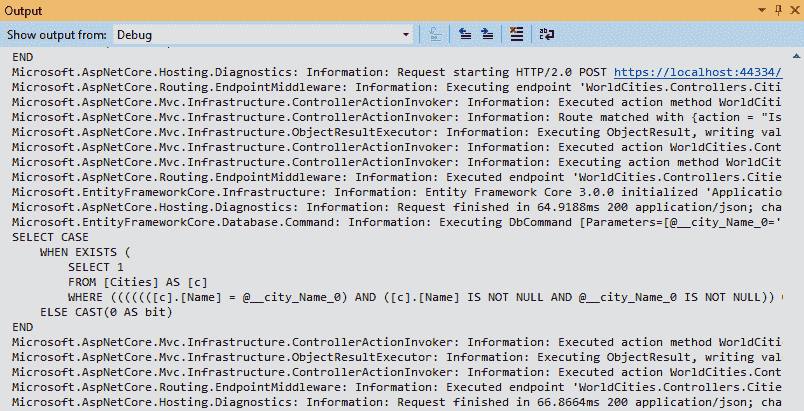 Output
Show output from: Debug
END
Microsoft.AspNetCore.Hosting.Diagnostics: Information: Request starting HTTP/2.0 POST https://localhost:44334/
Microsoft.AspNetCore.Routing.EndpointMiddleware: Information: Executing endpoint 'WorldCities.Controllers.Citi
Microsoft.AspNetCore.Mvc.Infrastructure.ControllerActionInvoker: Information: Executed action method WorldCiti
Microsoft.AspNetCore.Mvc.Infrastructure.ControllerActionInvoker: Information: Route matched with {action = "Is
Microsoft.AspNetCore.Mvc.Infrastructure.ObjectResultExecutor: Information: Executing ObjectResult, writing val
Microsoft.AspNetCore.Mvc.Infrastructure.ControllerActionInvoker: Information: Executed action WorldCities.Cont
Microsoft.AspNetCore.Mvc.Infrastructure.ControllerActionInvoker: Information: Executing action method WorldCit
Microsoft.AspNetCore.Routing.EndpointMiddleware: Information: Executed endpoint 'WorldCities.Controllers.Citie
Microsoft.EntityFrameworkCore.Infrastructure: Information: Entity Framework Core 3.0.0 initialized 'Applicatio
Microsoft.AspNetCore.Hosting.Diagnostics: Information: Request finished in 64.9188ms 200 application/json; cha
Microsoft.EntityFrameworkCore.Database.Command: Information: Executing DbCommand [Parameters=[@__city_Name_0='
SELECT CASE
WHEN EXISTS (
SELECT 1
FROM [Cities] AS [c]
WHERE ((((((([c].[Name] = @__city_Name_0) AND ([c].[Name] IS NOT NULL AND @__city_Name_0 IS NOT NULL))
ELSE CAST(0 AS bit)
END
Microsoft.AspNetCore.Mvc.Infrastructure.ControllerActionInvoker: Information: Executed action method WorldCiti
Microsoft.AspNetCore.Mvc.Infrastructure.ObjectResultExecutor: Information: Executing ObjectResult, writing val
Microsoft.AspNetCore.Mvc.Infrastructure.ControllerActionInvoker: Information: Executed action WorldCities.Cont
Microsoft.AspNetCore.Routing.EndpointMiddleware: Information: Executed endpoint 'WorldCities.Controllers.Citie
Microsoft.AspNetCore.Hosting.Diagnostics: Information: Request finished in 66.8664ms 200 application/json; cha